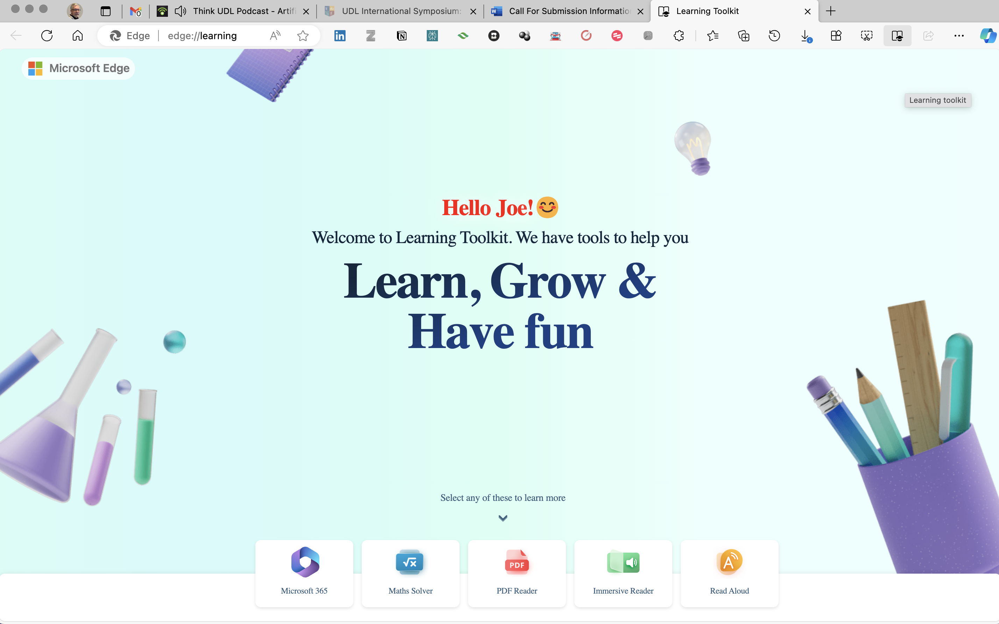 Think UDL Podcast - Artifi
UDL International Symposium:
Call For Submission Information
Learning Toolkit
Edge
edge://learning
Microsoft Edge
Learning toolkit
Hello Joe!
Welcome to Learning Toolkit. We have tools to help you
Learn, Grow &
Have fun
Select any of these to learn more
Microsoft 365
√x
Maths Solver
PDF
PDF Reader
Immersive Reader
A
Read Aloud